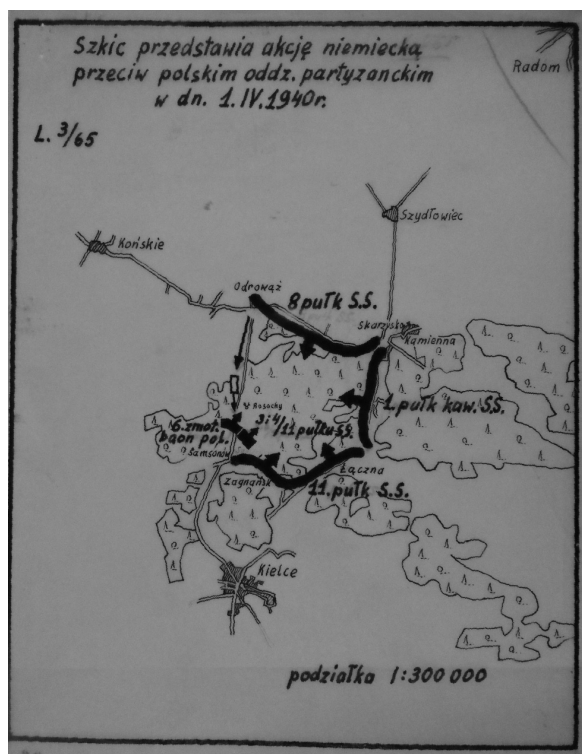 Szkic przedstawia akcję niemiecką
przeciw polskim oddz. partyzanckim
w dn. 1. IV. 1940r.
Radom
L. 3/65
Szydłowiec
Końskie
Odrowąż
8 pułk S.S.
Skarżysko
Kamienna
1. pułk kaw. S.S.
Rosochy
3 i 4/11 pułku S.S.
6. zmot.
baon pol.
Samsonów
Zagnańsk
Łączna
11. pułk S.S.
Kielce
podziałka 1:300 000